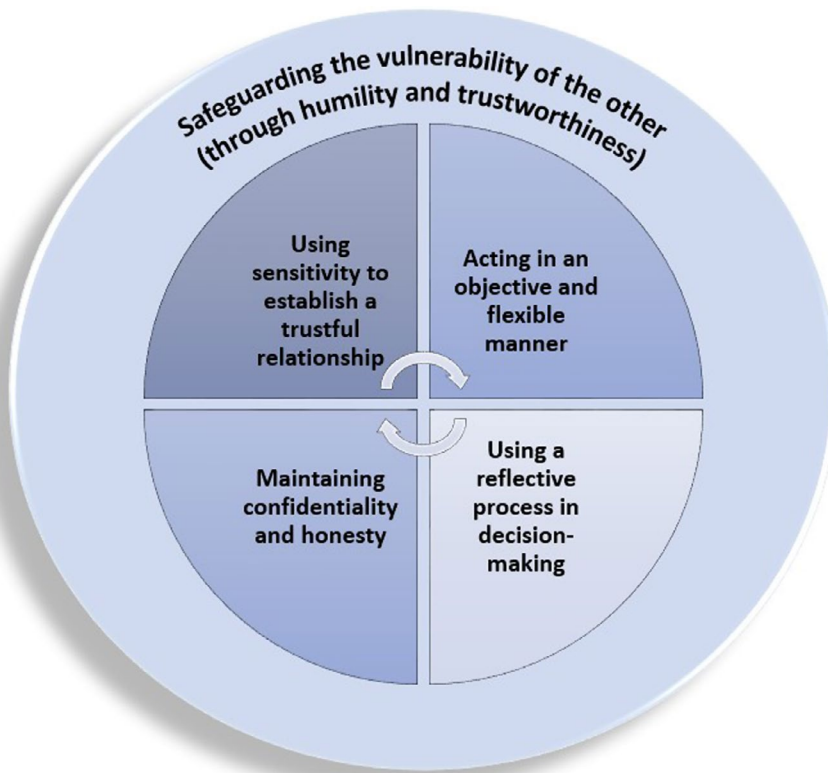 Safeguarding the vulnerability of the other
(through humility and trustworthiness)
Using
sensitivity to
establish a
trustful
relationship
Acting in an
objective and
flexible
manner
Maintaining
confidentiality
and honesty
Using a
reflective
process in
decision-
making